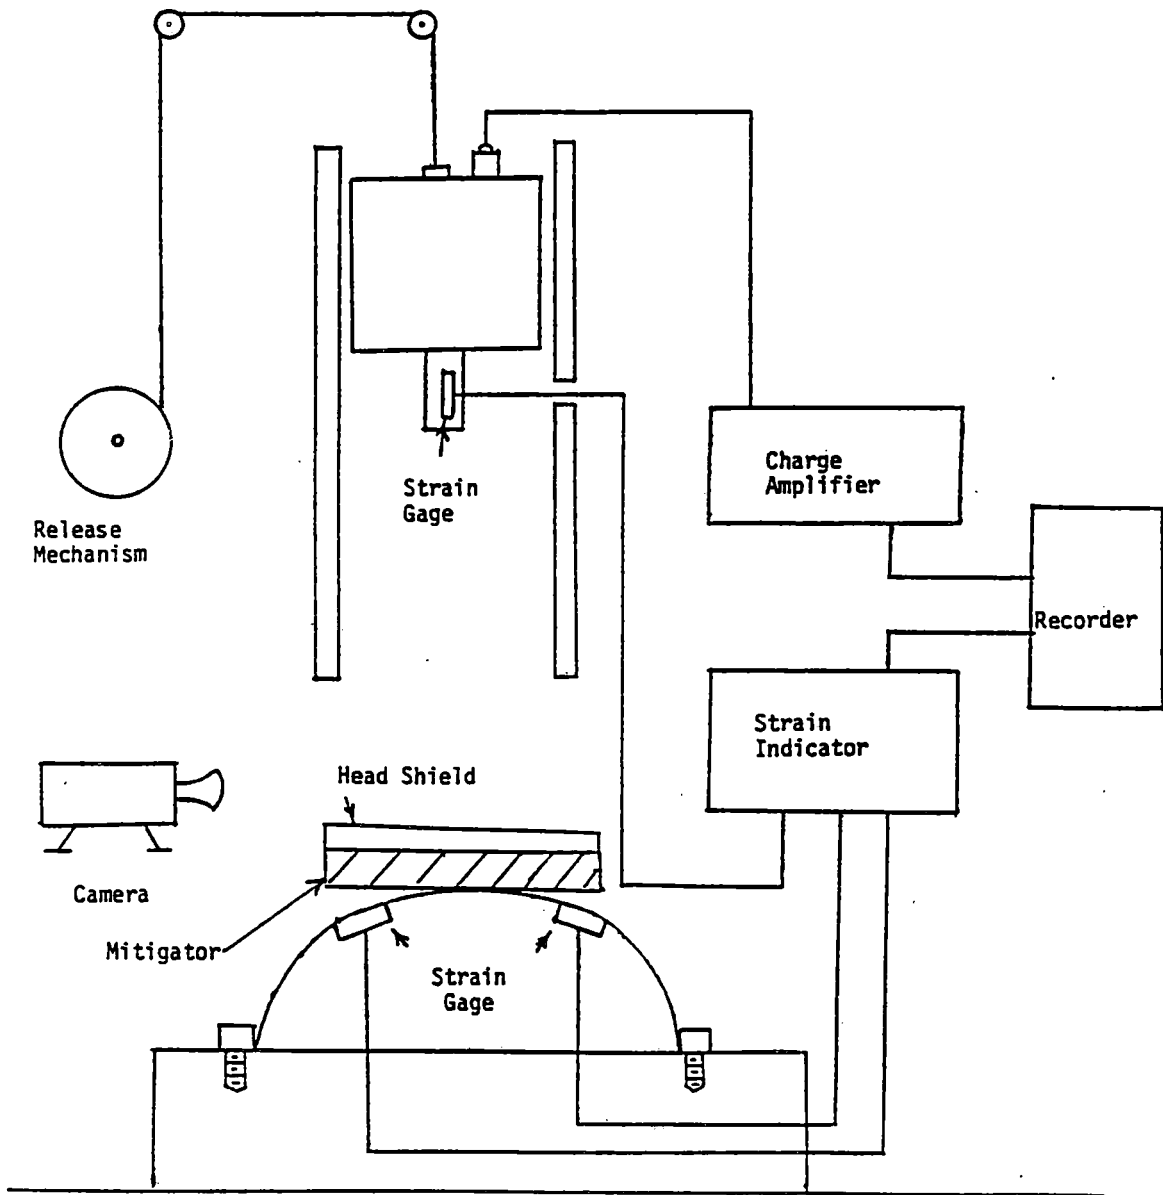 Charge
Amplifier
Strain
Gage
Release
Mechanism
Recorder
Strain
Indicator
Head Shield
Camera
Mitigator
Strain
Gage